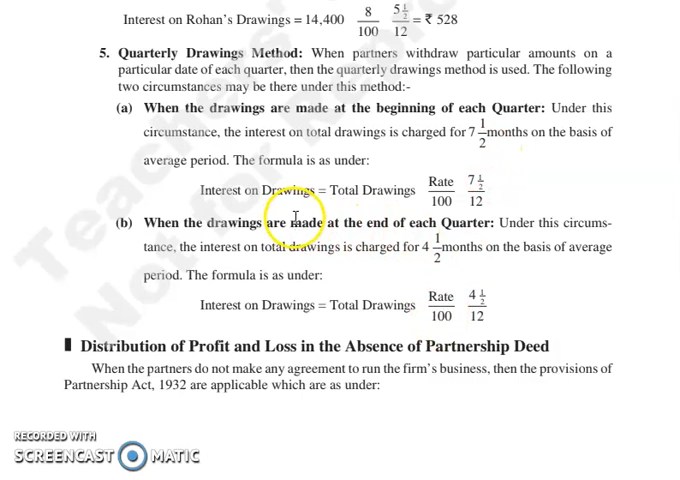 Interest on Rohan's Drawings = 14,400 8/100 5½/12 = ₹ 528
5. Quarterly Drawings Method: When partners withdraw particular amounts on a
particular date of each quarter, then the quarterly drawings method is used. The following
two circumstances may be there under this method:-
(a) When the drawings are made at the beginning of each Quarter: Under this
circumstance, the interest on total drawings is charged for 7 1/2 months on the basis of
average period. The formula is as under:
Interest on Drawings = Total Drawings Rate/100 7½/12
(b) When the drawings are made at the end of each Quarter: Under this circums-
tance, the interest on total drawings is charged for 4 1/2 months on the basis of average
period. The formula is as under:
Interest on Drawings = Total Drawings Rate/100 4½/12
Distribution of Profit and Loss in the Absence of Partnership Deed
When the partners do not make any agreement to run the firm's business, then the provisions of
Partnership Act, 1932 are applicable which are as under:
RECORDED WITH
SCREENCAST MATIC